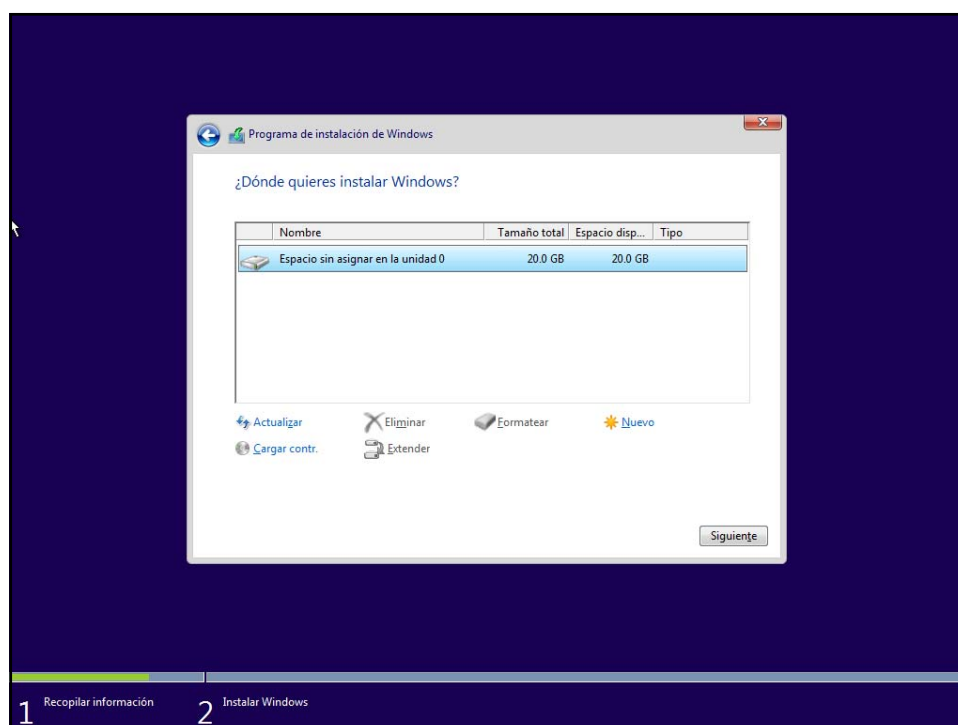 Programa de instalación de Windows
¿Dónde quieres instalar Windows?
Nombre Tamaño total Espacio disp... Tipo
Espacio sin asignar en la unidad 0 20.0 GB 20.0 GB
Actualizar Eliminar Formatear Nuevo
Cargar contr. Extender
Siguiente
1 Recopilar información 2 Instalar Windows